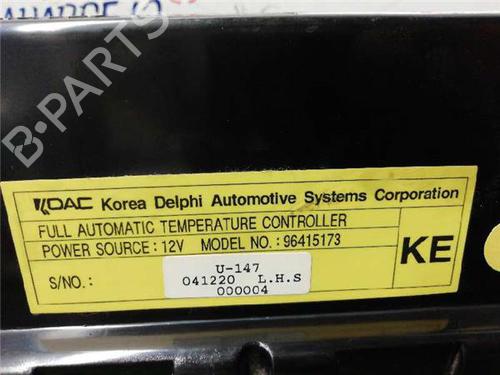 KDAC Korea Delphi Automotive Systems Corporation
FULL AUTOMATIC TEMPERATURE CONTROLLER
POWER SOURCE : 12V MODEL NO. : 96415173
KE
S/NO. :
U-147
041220 L.H.S
000004
B-PARTS